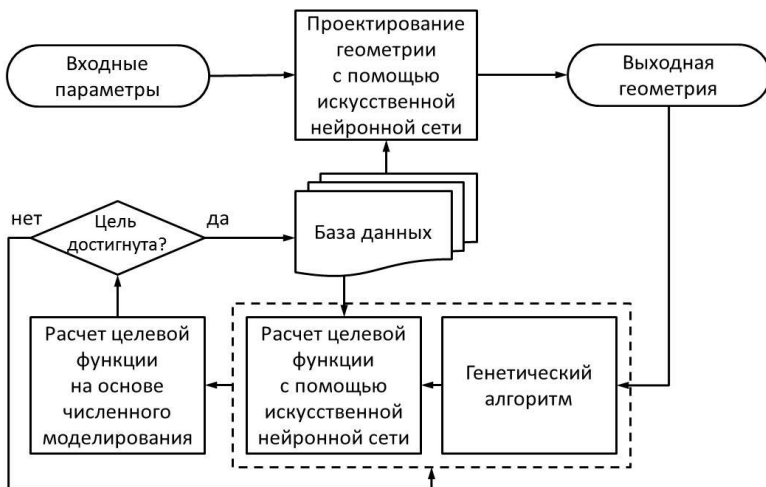 Входные
параметры
Проектирование
геометрии
с помощью
искусственной
нейронной сети
Выходная
геометрия
нет
Цель
достигнута?
да
База данных
Расчет целевой
функции
на основе
численного
моделирования
Расчет целевой
функции
с помощью
искусственной
нейронной сети
Генетический
алгоритм